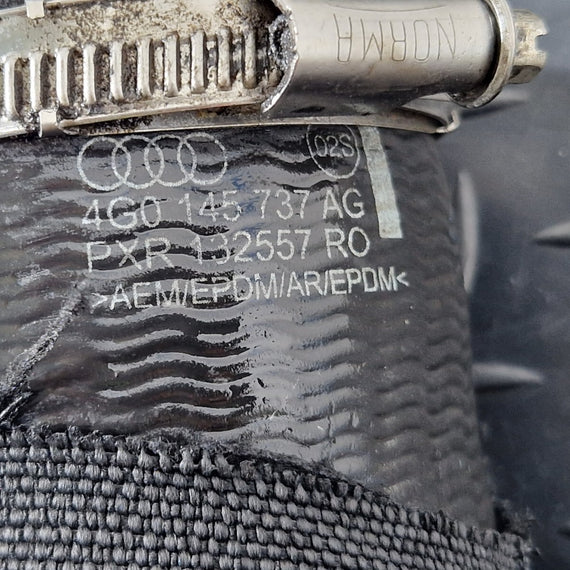 NORMA
02S
4G0 145 737 AG
PXR 132557 RO
>AEM/EPDM/AR/EPDM<